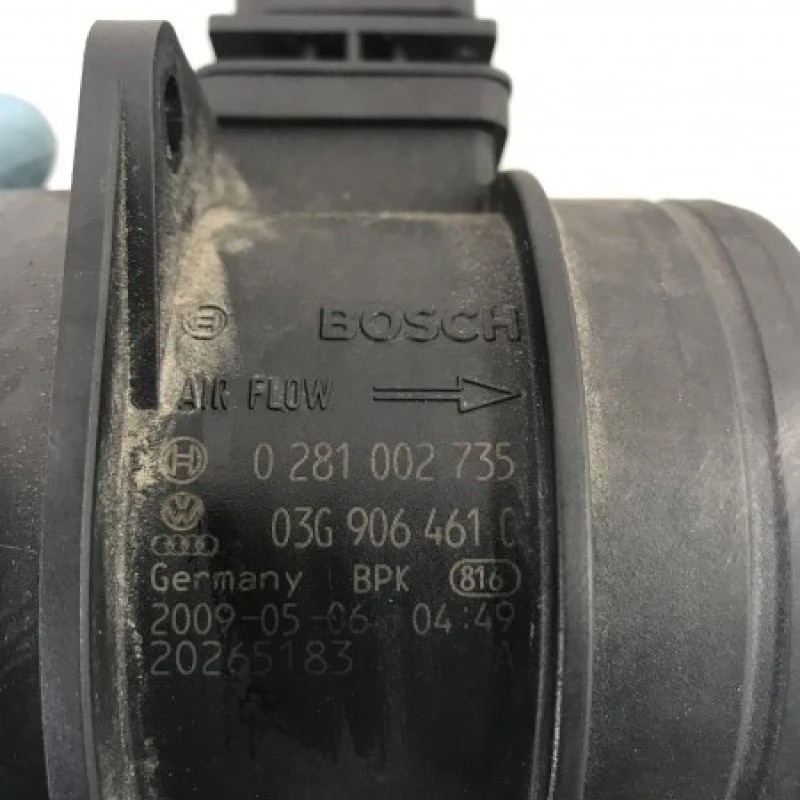 BOSCH
AIR FLOW
0 281 002 735
03G 906 461 C
Germany BPK 816
2009-05-06 04:49
20265183 A